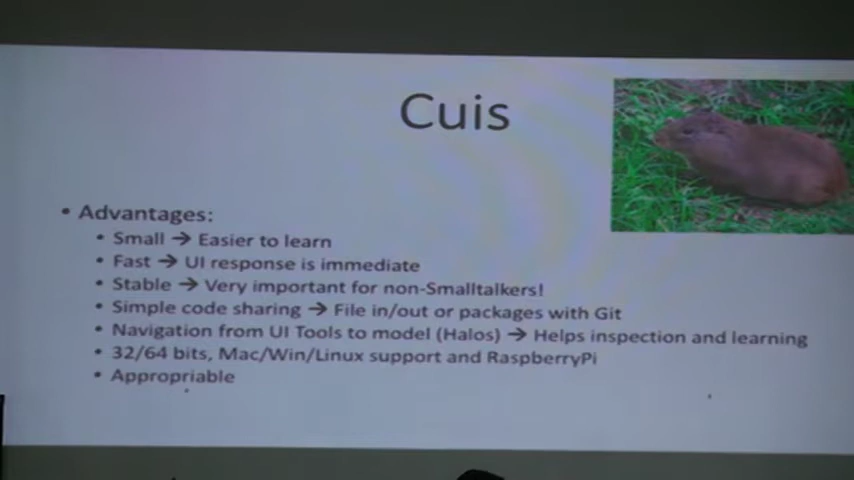 Cuis
• Advantages:
• Small → Easier to learn
• Fast → UI response is immediate
• Stable → Very important for non-Smalltalkers!
• Simple code sharing → File in/out or packages with Git
• Navigation from UI Tools to model (Halos) → Helps inspection and learning
• 32/64 bits, Mac/Win/Linux support and RaspberryPi
• Appropriable